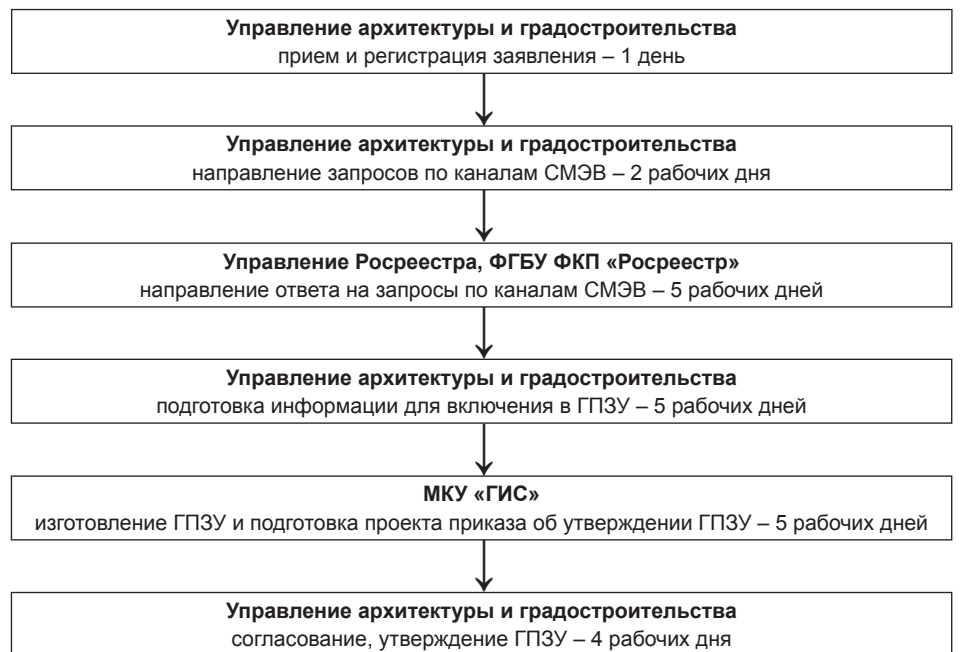 Управление архитектуры и градостроительства
прием и регистрация заявления – 1 день
Управление архитектуры и градостроительства
направление запросов по каналам СМЭВ – 2 рабочих дня
Управление Росреестра, ФГБУ ФКП «Росреестр»
направление ответа на запросы по каналам СМЭВ – 5 рабочих дней
Управление архитектуры и градостроительства
подготовка информации для включения в ГПЗУ – 5 рабочих дней
МКУ «ГИС»
изготовление ГПЗУ и подготовка проекта приказа об утверждении ГПЗУ – 5 рабочих дней
Управление архитектуры и градостроительства
согласование, утверждение ГПЗУ – 4 рабочих дня